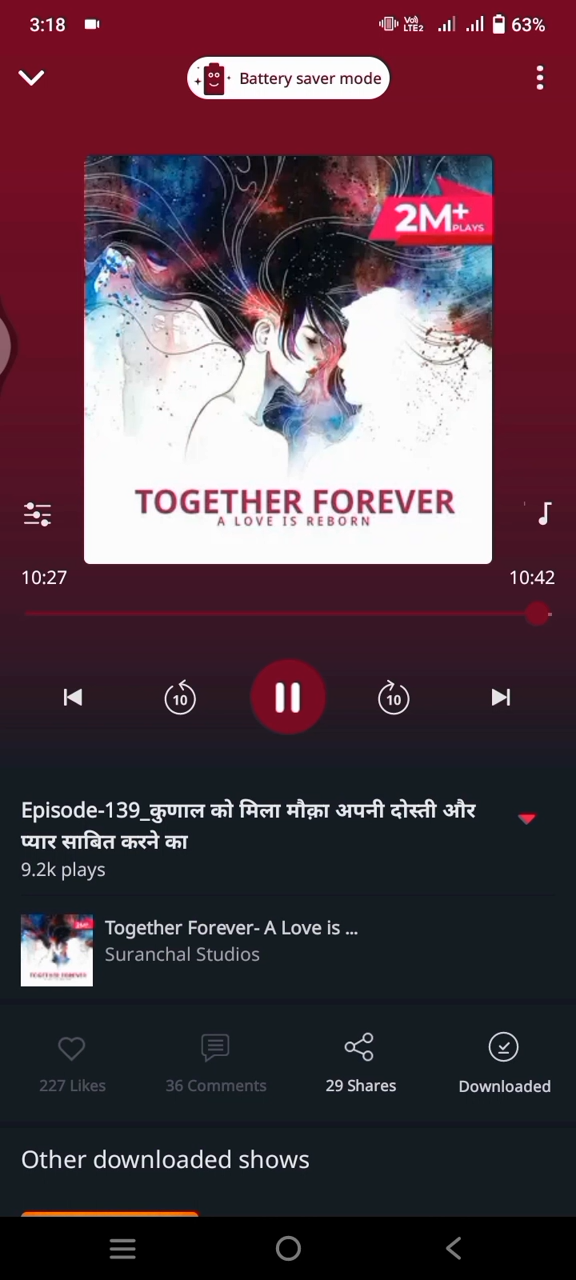 3:18
Vo)) LTE2
63%
Battery saver mode
2M+
PLAYS
TOGETHER FOREVER
A LOVE IS REBORN
10:27
10:42
10
10
Episode-139_कुणाल को मिला मौक़ा अपनी दोस्ती और
प्यार साबित करने का
9.2k plays
Together Forever- A Love is ...
Suranchal Studios
227 Likes
36 Comments
29 Shares
Downloaded
Other downloaded shows